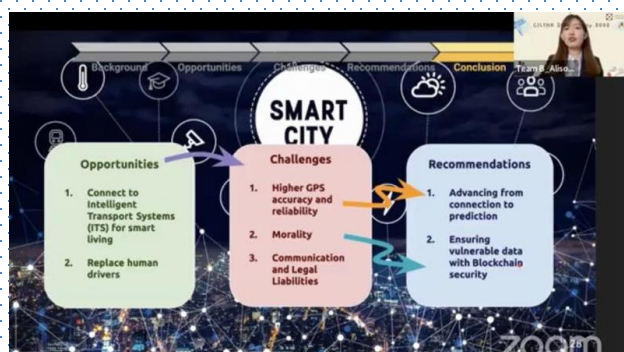 Background
Opportunities
Challenges
Recommendations
Conclusion
Team B_Aliso...
SMART
CITY
Opportunities
1. Connect to
Intelligent
Transport Systems
(ITS) for smart
living
2. Replace human
drivers
Challenges
1. Higher GPS
accuracy and
reliability
2. Morality
3. Communication
and Legal
Liabilities
Recommendations
1. Advancing from
connection to
prediction
2. Ensuring
vulnerable data
with Blockchain
security
zoom
28